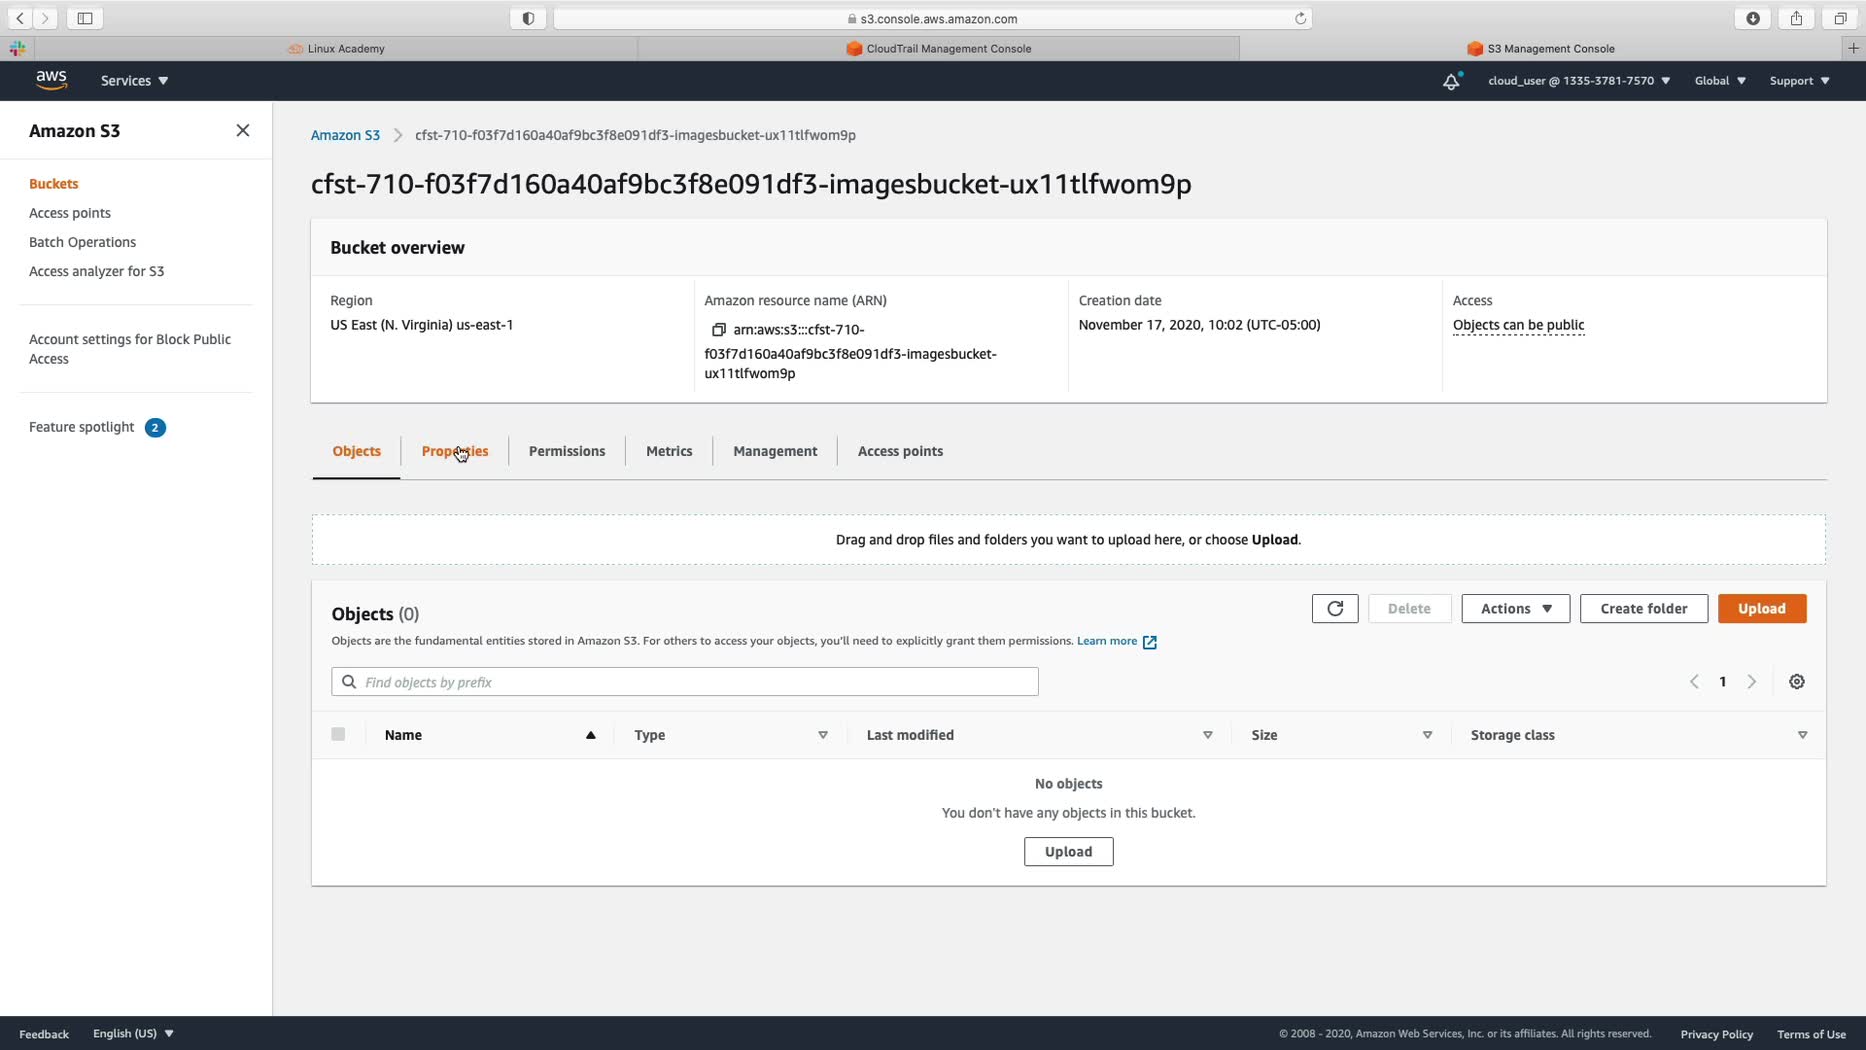 s3.console.aws.amazon.com
Linux Academy
CloudTrail Management Console
S3 Management Console
aws
Services
cloud_user @ 1335-3781-7570
Global
Support
Amazon S3
Buckets
Access points
Batch Operations
Access analyzer for S3
Account settings for Block Public
Access
Feature spotlight 2
Amazon S3 cfst-710-f03f7d160a40af9bc3f8e091df3-imagesbucket-ux11tlfwom9p
cfst-710-f03f7d160a40af9bc3f8e091df3-imagesbucket-ux11tlfwom9p
Bucket overview
Region
US East (N. Virginia) us-east-1
Amazon resource name (ARN)
arn:aws:s3:::cfst-710-
f03f7d160a40af9bc3f8e091df3-imagesbucket-
ux11tlfwom9p
Creation date
November 17, 2020, 10:02 (UTC-05:00)
Access
Objects can be public
Objects Properties Permissions Metrics Management Access points
Drag and drop files and folders you want to upload here, or choose Upload.
Objects (0)
Delete
Actions
Create folder
Upload
Objects are the fundamental entities stored in Amazon S3. For others to access your objects, you'll need to explicitly grant them permissions. Learn more
Find objects by prefix
1
Name Type Last modified Size Storage class
No objects
You don't have any objects in this bucket.
Upload
Feedback English (US) © 2008 - 2020, Amazon Web Services, Inc. or its affiliates. All rights reserved. Privacy Policy Terms of Use